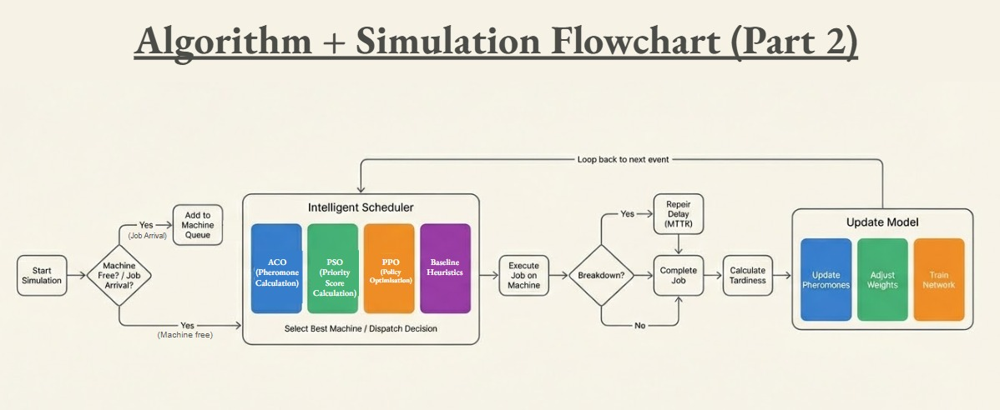 Algorithm + Simulation Flowchart (Part 2)
Loop back to next event
Start
Simulation
Machine
Free? / Job
Arrival?
Yes
(Job Arrival)
Add to
Machine
Queue
Yes
(Machine free)
Intelligent Scheduler
ACO
(Pheromone
Calculation)
PSO
(Priority
Score
Calculation)
PPO
(Policy
Optimisation)
Baseline
Heuristics
Select Best Machine / Dispatch Decision
Execute
Job on
Machine
Breakdown?
Yes
Repeir
Delay
(MTTR)
No
Complete
Job
Calculate
Tardiness
Update Model
Update
Pheromones
Adjust
Weights
Train
Network